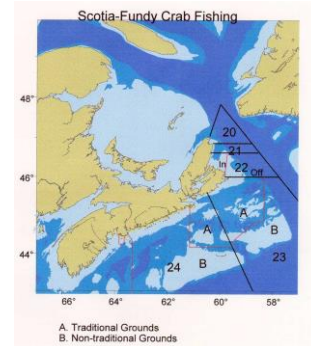 Scotia-Fundy Crab Fishing
48°
20
21
In
22 Off
46°
A
A
B
23
24
B
44°
66° 64° 62° 60° 58°
A. Traditional Grounds
B. Non-traditional Grounds